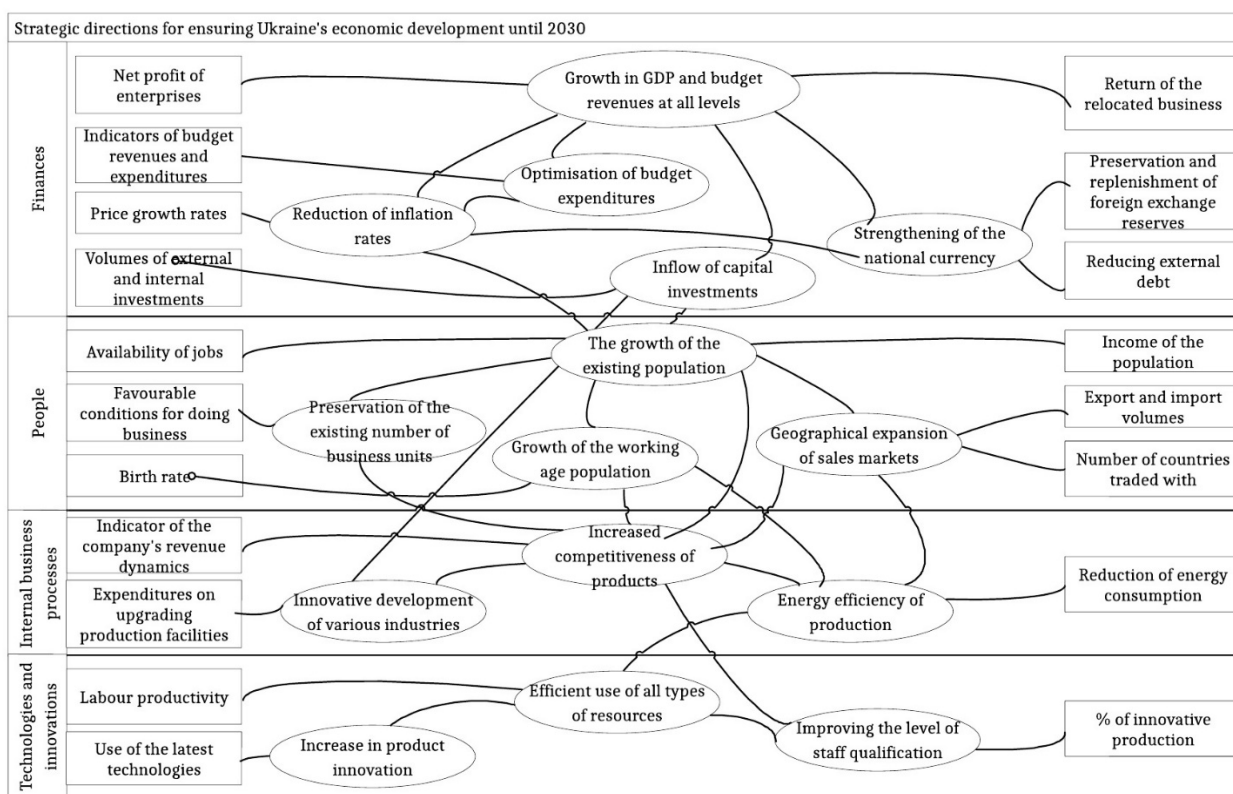 Strategic directions for ensuring Ukraine's economic development until 2030
Finances
Net profit of
enterprises
Growth in GDP and budget
revenues at all levels
Return of the
relocated business
Indicators of budget
revenues and
expenditures
Optimisation of budget
expenditures
Preservation and
replenishment of
foreign exchange
reserves
Price growth rates
Reduction of inflation
rates
Strengthening of the
national currency
Volumes of external
and internal
investments
Inflow of capital
investments
Reducing external
debt
People
Availability of jobs
The growth of the
existing population
Income of the
population
Favourable
conditions for doing
business
Preservation of the
existing number of
business units
Geographical expansion
of sales markets
Export and import
volumes
Birth rate
Growth of the working
age population
Number of countries
traded with
Internal business
processes
Indicator of the
company's revenue
dynamics
Increased
competitiveness of
products
Expenditures on
upgrading
production facilities
Innovative development
of various industries
Energy efficiency of
production
Reduction of energy
consumption
Technologies and
innovations
Labour productivity
Efficient use of all types
of resources
Use of the latest
technologies
Increase in product
innovation
Improving the level of
staff qualification
% of innovative
production